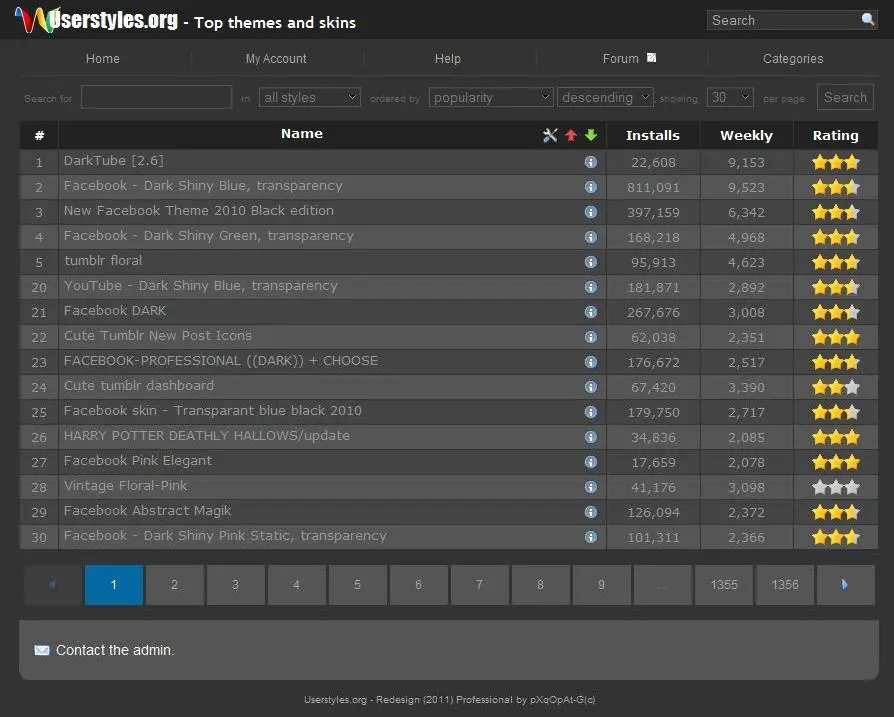 Userstyles.org - Top themes and skins
Search
Home My Account Help Forum Categories
Search for in all styles ordered by popularity descending , showing 30 per page. Search
# Name Installs Weekly Rating
1 DarkTube [2.6] 22,608 9,153
2 Facebook - Dark Shiny Blue, transparency 811,091 9,523
3 New Facebook Theme 2010 Black edition 397,159 6,342
4 Facebook - Dark Shiny Green, transparency 168,218 4,968
5 tumblr floral 95,913 4,623
20 YouTube - Dark Shiny Blue, transparency 181,871 2,892
21 Facebook DARK 267,676 3,008
22 Cute Tumblr New Post Icons 62,038 2,351
23 FACEBOOK-PROFESSIONAL ((DARK)) + CHOOSE 176,672 2,517
24 Cute tumblr dashboard 67,420 3,390
25 Facebook skin - Transparant blue black 2010 179,750 2,717
26 HARRY POTTER DEATHLY HALLOWS/update 34,836 2,085
27 Facebook Pink Elegant 17,659 2,078
28 Vintage Floral-Pink 41,176 3,098
29 Facebook Abstract Magik 126,094 2,372
30 Facebook - Dark Shiny Pink Static, transparency 101,311 2,366
1 2 3 4 5 6 7 8 9 ... 1355 1356
Contact the admin.
Userstyles.org - Redesign (2011) Professional by pXqOpAt-G(c)